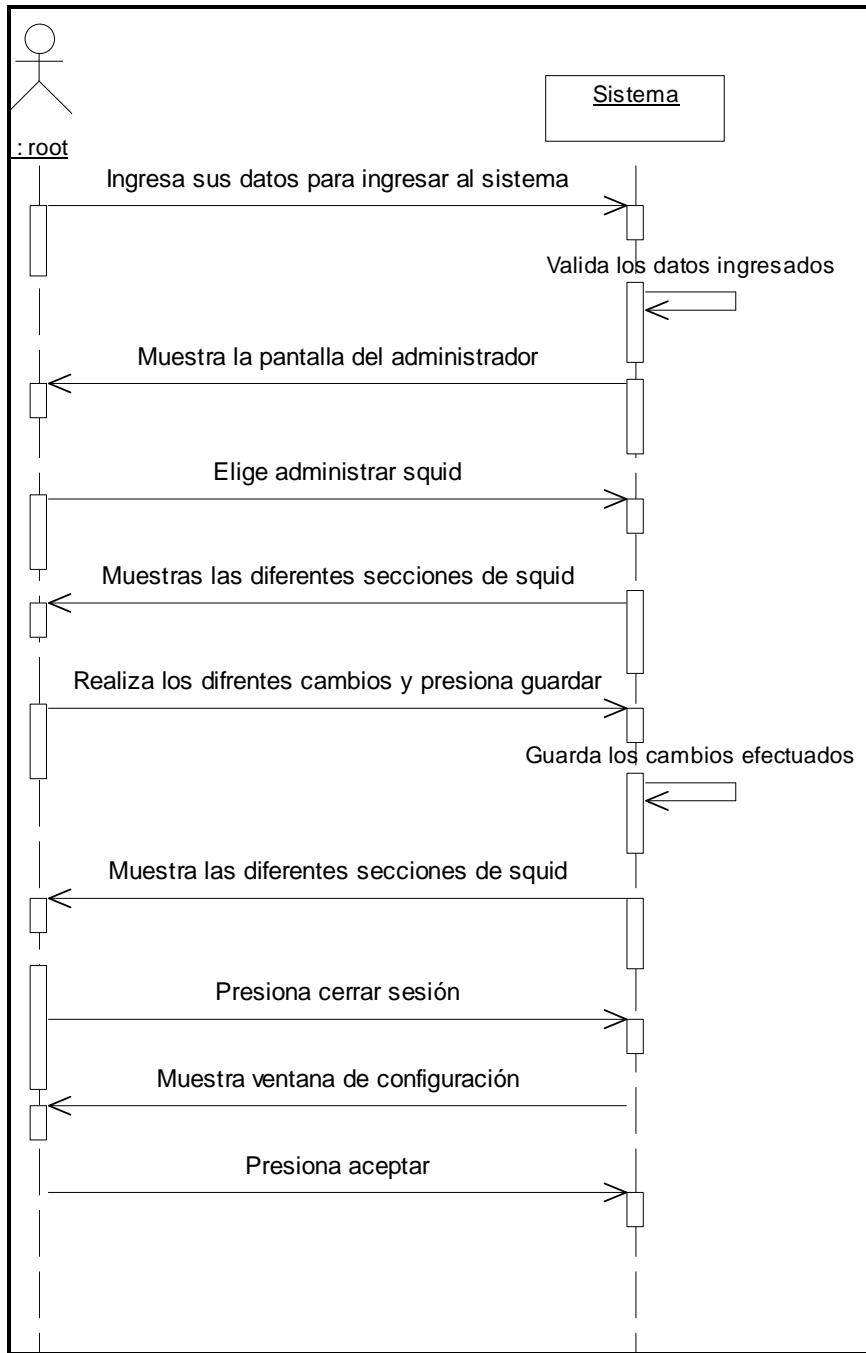 : root
Sistema
Ingresa sus datos para ingresar al sistema
Valida los datos ingresados
Muestra la pantalla del administrador
Elige administrar squid
Muestras las diferentes secciones de squid
Realiza los difrentes cambios y presiona guardar
Guarda los cambios efectuados
Muestra las diferentes secciones de squid
Presiona cerrar sesión
Muestra ventana de configuración
Presiona aceptar